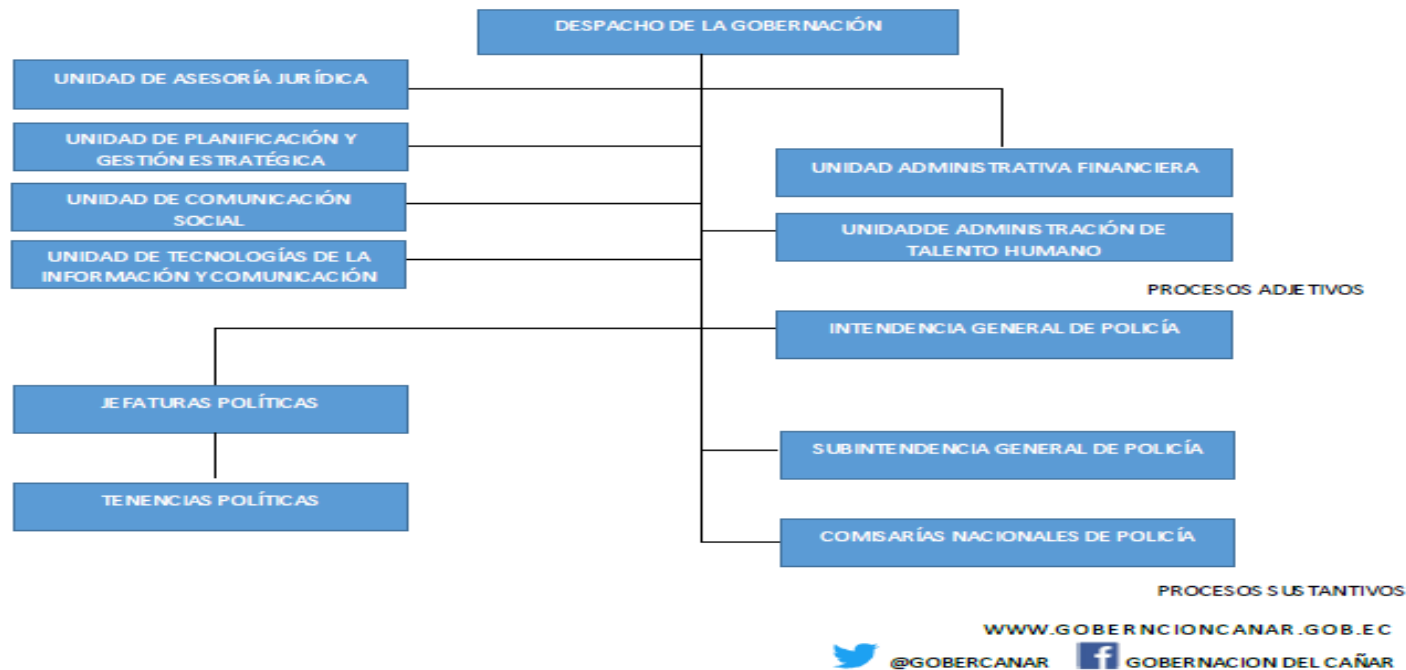 DESPACHO DE LA GOBERNACIÓN
UNIDAD DE ASESORÍA JURÍDICA
UNIDAD DE PLANIFICACIÓN Y
GESTIÓN ESTRATÉGICA
UNIDAD DE COMUNICACIÓN
SOCIAL
UNIDAD DE TECNOLOGÍAS DE LA
INFORMACIÓN Y COMUNICACIÓN
UNIDAD ADMINISTRATIVA FINANCIERA
UNIDADDE ADMINISTRACIÓN DE
TALENTO HUMANO
PROCESOS ADJETIVOS
INTENDENCIA GENERAL DE POLICÍA
JEFATURAS POLÍTICAS
SUBINTENDENCIA GENERAL DE POLICÍA
TENENCIAS POLÍTICAS
COMISARÍAS NACIONALES DE POLICÍA
PROCESOS SUSTANTIVOS
WWW.GOBERNCIONCANAR.GOB.EC
@GOBERCANAR f GOBERNACION DEL CAÑAR